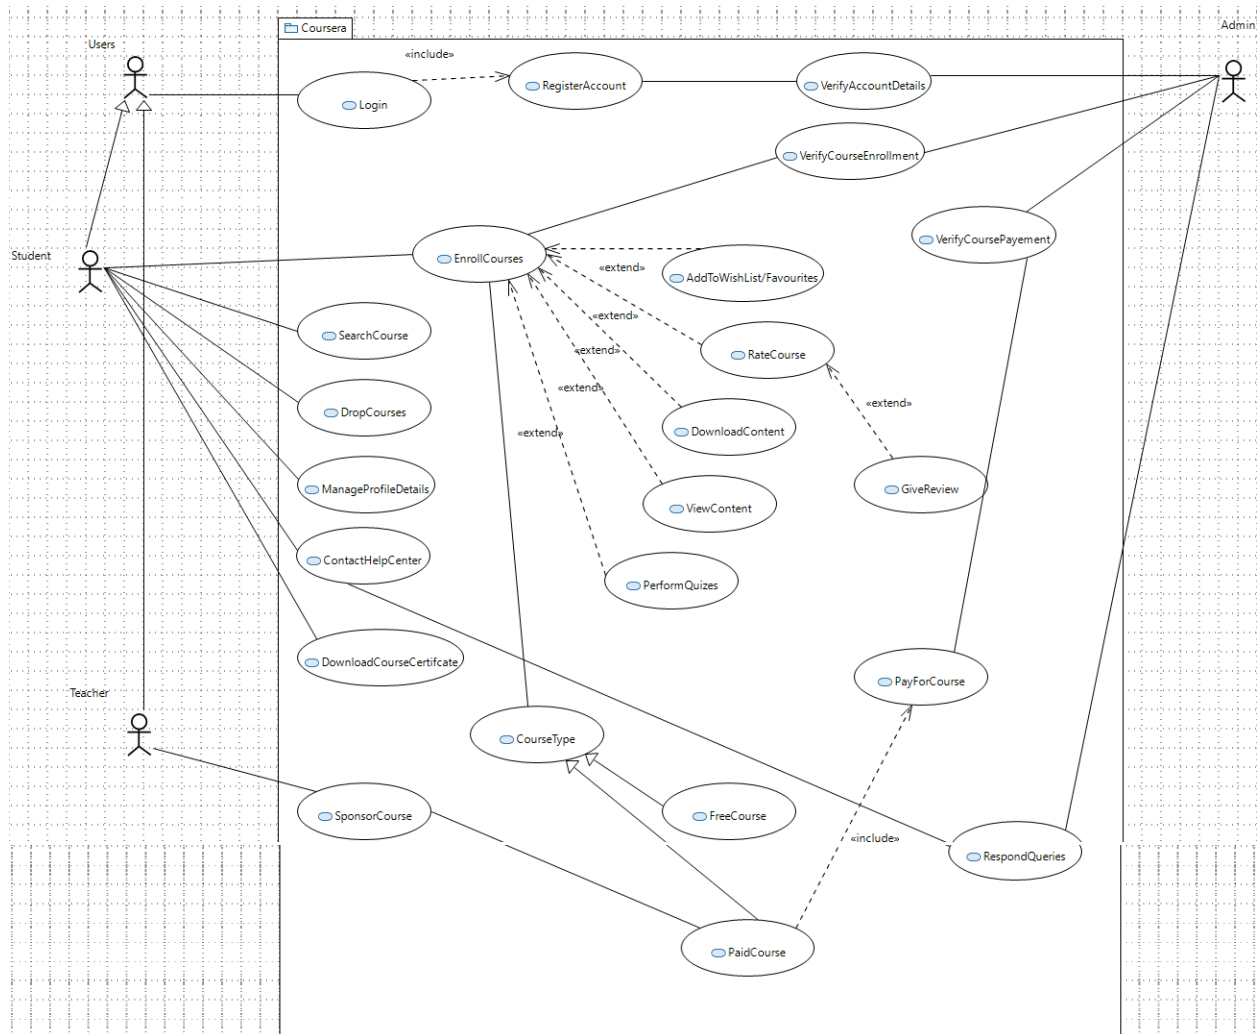 Coursera
Admin
Users
«include»
Login
RegisterAccount
VerifyAccountDetails
VerifyCourseEnrollment
Student
EnrollCourses
VerifyCoursePayement
«extend»
AddToWishList/Favourites
«extend»
SearchCourse
RateCourse
«extend»
«extend»
«extend»
DropCourses
DownloadContent
«extend»
ManageProfileDetails
GiveReview
ViewContent
ContactHelpCenter
PerformQuizes
DownloadCourseCertifcate
PayForCourse
Teacher
CourseType
SponsorCourse
FreeCourse
«include»
RespondQueries
PaidCourse